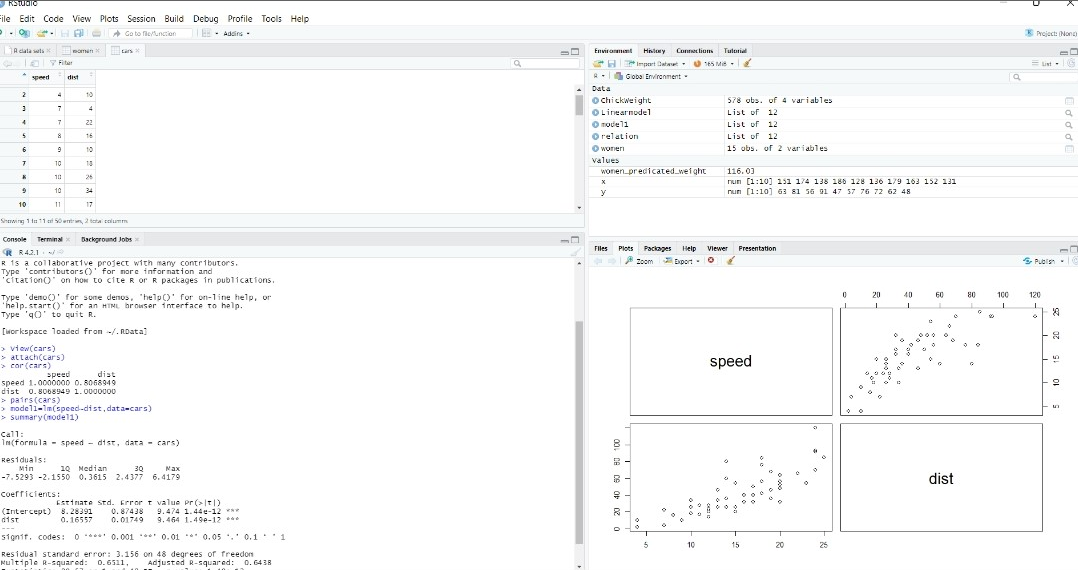 RStudio
File Edit Code View Plots Session Build Debug Profile Tools Help
Go to file/function Addins Project: (None)
R data sets women cars
Filter
speed dist
2 4 10
3 7 4
4 7 22
5 8 16
6 9 10
7 10 18
8 10 26
9 10 34
10 11 17
Showing 1 to 11 of 50 entries, 2 total columns
Console Terminal Background Jobs
R 4.2.1 · ~/
R is a collaborative project with many contributors.
Type 'contributors()' for more information and
'citation()' on how to cite R or R packages in publications.
Type 'demo()' for some demos, 'help()' for on-line help, or
'help.start()' for an HTML browser interface to help.
Type 'q()' to quit R.
[Workspace loaded from ~/.RData]
> View(cars)
> attach(cars)
> cor(cars)
speed dist
speed 1.0000000 0.8068949
dist 0.8068949 1.0000000
> pairs(cars)
> model1=lm(speed~dist,data=cars)
> summary(model1)
Call:
lm(formula = speed ~ dist, data = cars)
Residuals:
Min 1Q Median 3Q Max
-7.5293 -2.1550 0.3615 2.4377 6.4179
Coefficients:
Estimate Std. Error t value Pr(>|t|)
(Intercept) 8.28391 0.87438 9.474 1.44e-12 ***
dist 0.16557 0.01749 9.464 1.49e-12 ***
---
Signif. codes: 0 '***' 0.001 '**' 0.01 '*' 0.05 '.' 0.1 ' ' 1
Residual standard error: 3.156 on 48 degrees of freedom
Multiple R-squared: 0.6511, Adjusted R-squared: 0.6438
Environment History Connections Tutorial
Import Dataset 165 MiB List
R Global Environment
Data
ChickWeight 578 obs. of 4 variables
Linearmodel List of 12
model1 List of 12
relation List of 12
women 15 obs. of 2 variables
Values
women_predicated_weight 116.03
x num [1:10] 151 174 138 186 128 136 179 163 152 131
y num [1:10] 63 81 56 91 47 57 76 72 62 48
Files Plots Packages Help Viewer Presentation
Zoom Export Publish
0 20 40 60 80 100 120
speed
5 10 15 20 25
0 20 40 60 80 100
dist
5 10 15 20 25